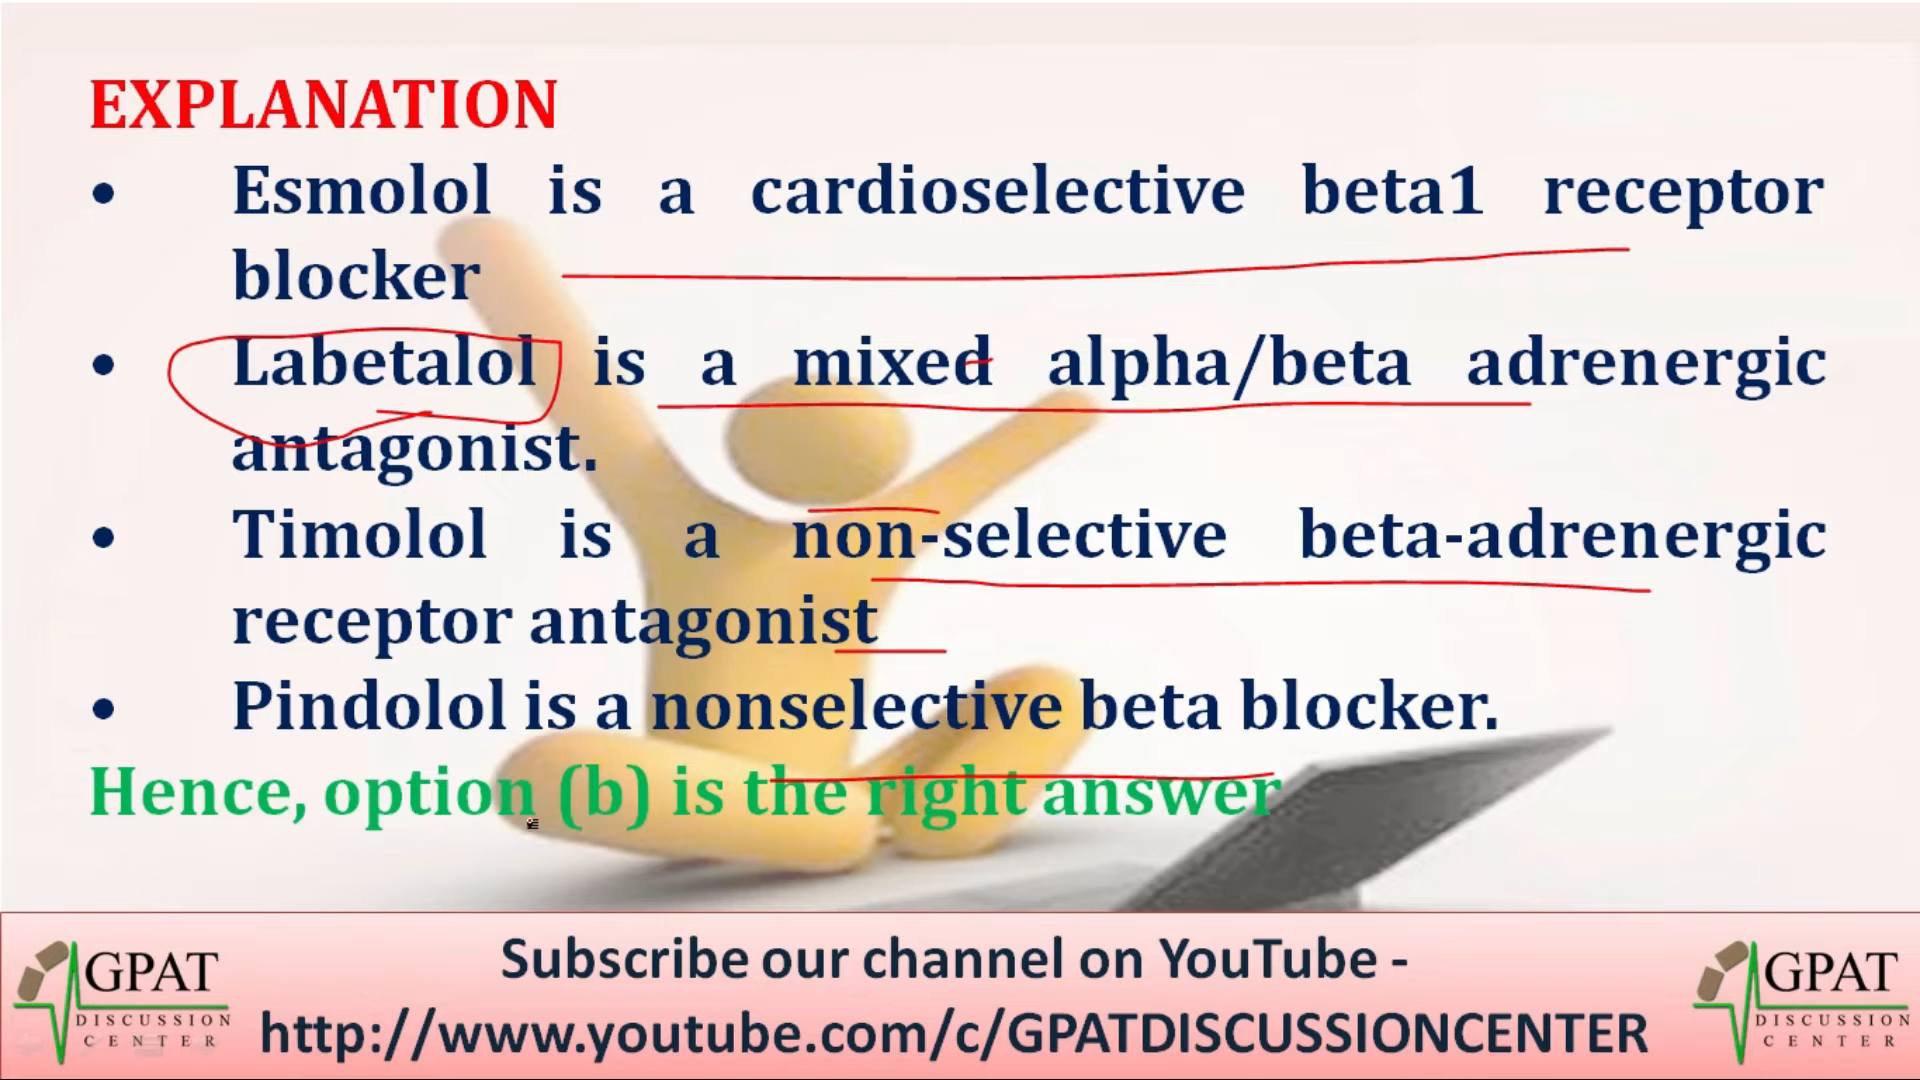 EXPLANATION
• Esmolol is a cardioselective beta1 receptor
blocker
• Labetalol is a mixed alpha/beta adrenergic
antagonist.
• Timolol is a non-selective beta-adrenergic
receptor antagonist
• Pindolol is a nonselective beta blocker.
Hence, option (b) is the right answer
Subscribe our channel on YouTube -
http://www.youtube.com/c/GPATDISCUSSIONCENTER
GPAT
DISCUSSION
CENTER
GPAT
DISCUSSION
CENTER